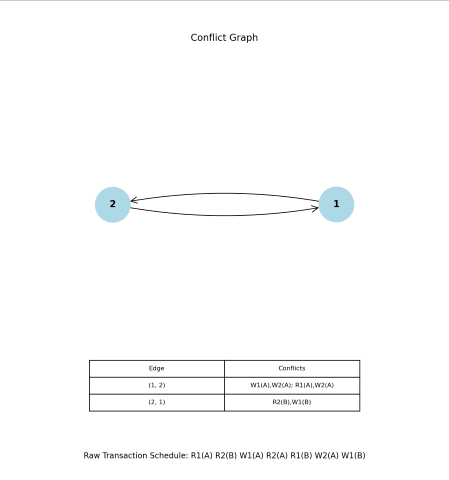 Conflict Graph
2 1
Edge Conflicts
(1, 2) W1(A),W2(A); R1(A),W2(A)
(2, 1) R2(B),W1(B)
Raw Transaction Schedule: R1(A) R2(B) W1(A) R2(A) R1(B) W2(A) W1(B)